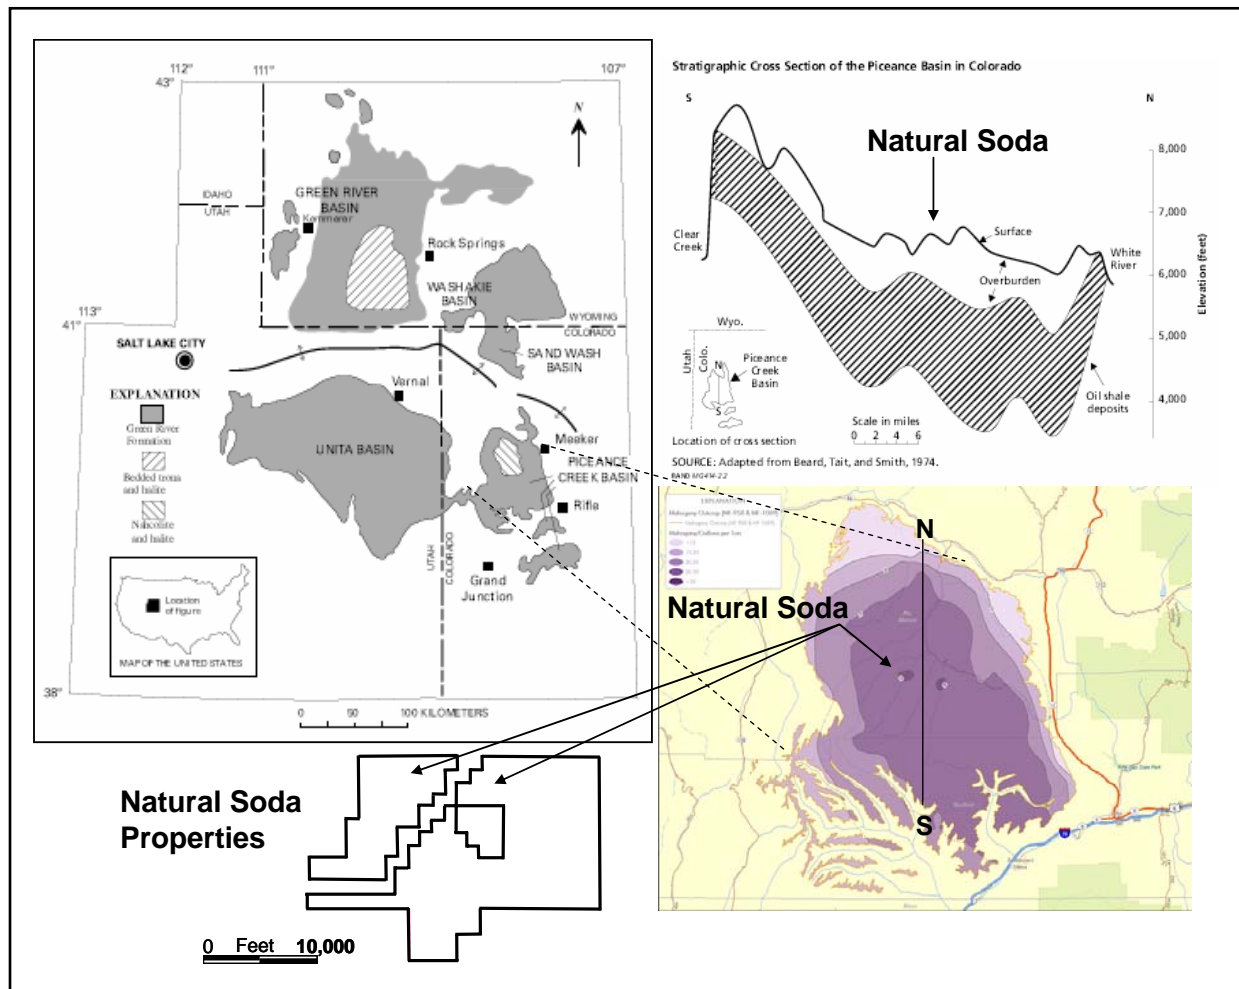 112°
111°
107°
43°
N
IDAHO
UTAH
GREEN RIVER
BASIN
Kemmerer
Rock Springs
WASHAKIE
BASIN
113°
41°
WYOMING
COLORADO
SALT LAKE CITY
SAND WASH
BASIN
Vernal
EXPLANATION
Green River
Formation
Bedded trona
and halite
Nahcolite
and halite
UNITA BASIN
Meeker
PICEANCE
CREEK BASIN
Rifle
UTAH
COLORADO
Grand
Junction
Location
of figure
MAP OF THE UNITED STATES
38°
0 50 100 KILOMETERS
Stratigraphic Cross Section of the Piceance Basin in Colorado
S
N
Natural Soda
8,000
7,000
6,000
5,000
4,000
Elevation (feet)
Clear
Creek
Surface
White
River
Overburden
Wyo.
Utah
Colo.
N
S
Piceance
Creek
Basin
Oil shale
deposits
Scale in miles
0 2 4 6
Location of cross section
SOURCE: Adapted from Beard, Tait, and Smith, 1974.
RAND MG414-2.2
EXPLANATION
N
Natural Soda
S
Natural Soda
Properties
0 Feet 10,000